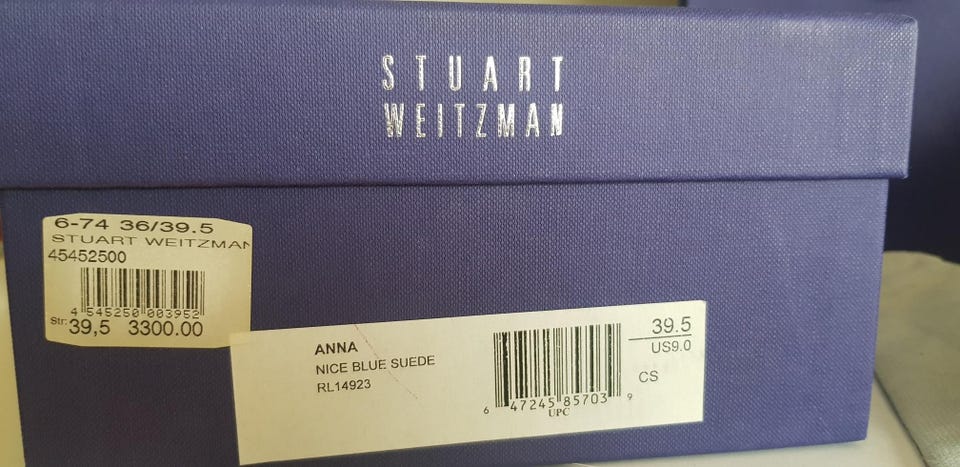 STUART
WEITZMAN
6-74 36/39.5
STUART WEITZMAN
45452500
4 545250 003952
Str: 39,5 3300.00
ANNA
NICE BLUE SUEDE
RL14923
6 47245 85703 9
UPC
39.5
US9.0
CS